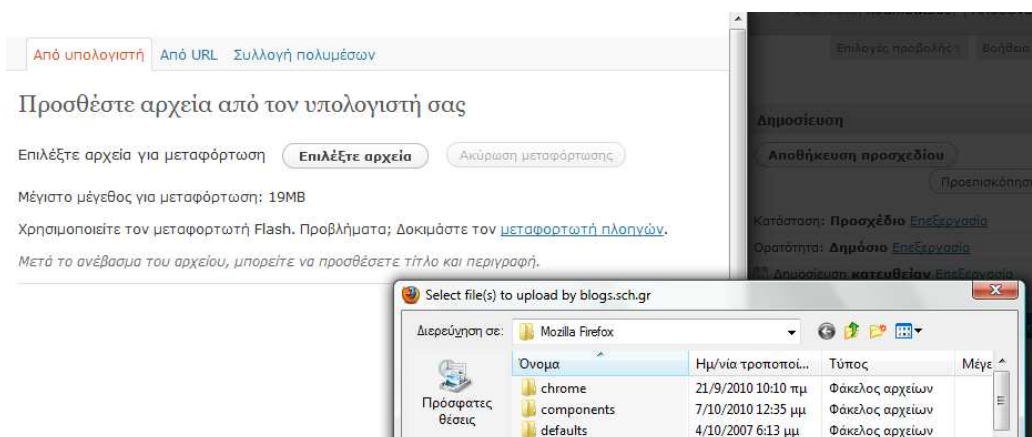 Από υπολογιστή Από URL Συλλογή πολυμέσων
Προσθέστε αρχεία από τον υπολογιστή σας
Επιλέξτε αρχεία για μεταφόρτωση Επιλέξτε αρχεία Ακύρωση μεταφόρτωσης
Μέγιστο μέγεθος για μεταφόρτωση: 19MB
Χρησιμοποιείτε τον μεταφορτωτή Flash. Προβλήματα; Δοκιμάστε τον μεταφορτωτή πλοηγών.
Μετά το ανέβασμα του αρχείου, μπορείτε να προσθέσετε τίτλο και περιγραφή.
Επιλογές προβολής Βοήθεια
Δημοσίευση
Αποθήκευση προσχεδίου
Προεπισκόπηση
Κατάσταση: Προσχέδιο Επεξεργασία
Ορατότητα: Δημόσιο Επεξεργασία
Δημοσίευση κατευθείαν Επεξεργασία
Select file(s) to upload by blogs.sch.gr
Διερεύνηση σε: Mozilla Firefox
Όνομα Ημ/νία τροποποί... Τύπος Μέγε
chrome 21/9/2010 10:10 πμ Φάκελος αρχείων
components 7/10/2010 12:35 μμ Φάκελος αρχείων
defaults 4/10/2007 6:13 μμ Φάκελος αρχείων
Πρόσφατες
θέσεις